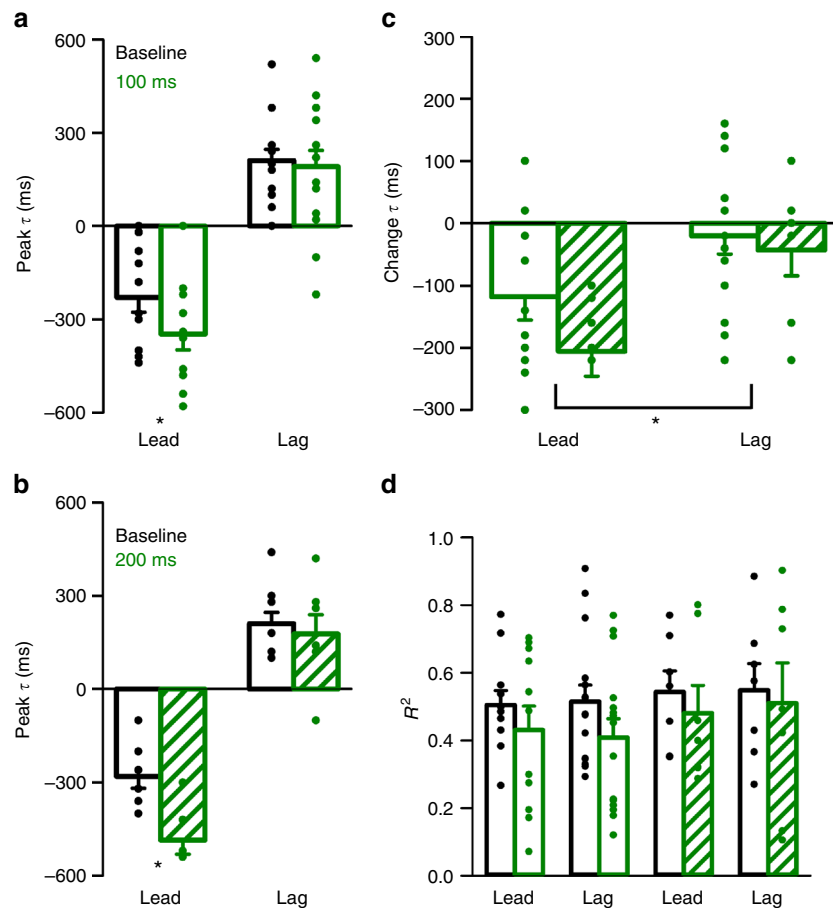 a
600
Baseline
100 ms
300
0
−300
−600
Peak τ (ms)
*
Lead
Lag
b
600
Baseline
200 ms
300
0
−300
−600
Peak τ (ms)
*
Lead
Lag
c
300
200
100
0
−100
−200
−300
Change τ (ms)
*
Lead
Lag
d
1.0
0.8
0.6
0.4
0.2
0.0
R²
Lead
Lag
Lead
Lag